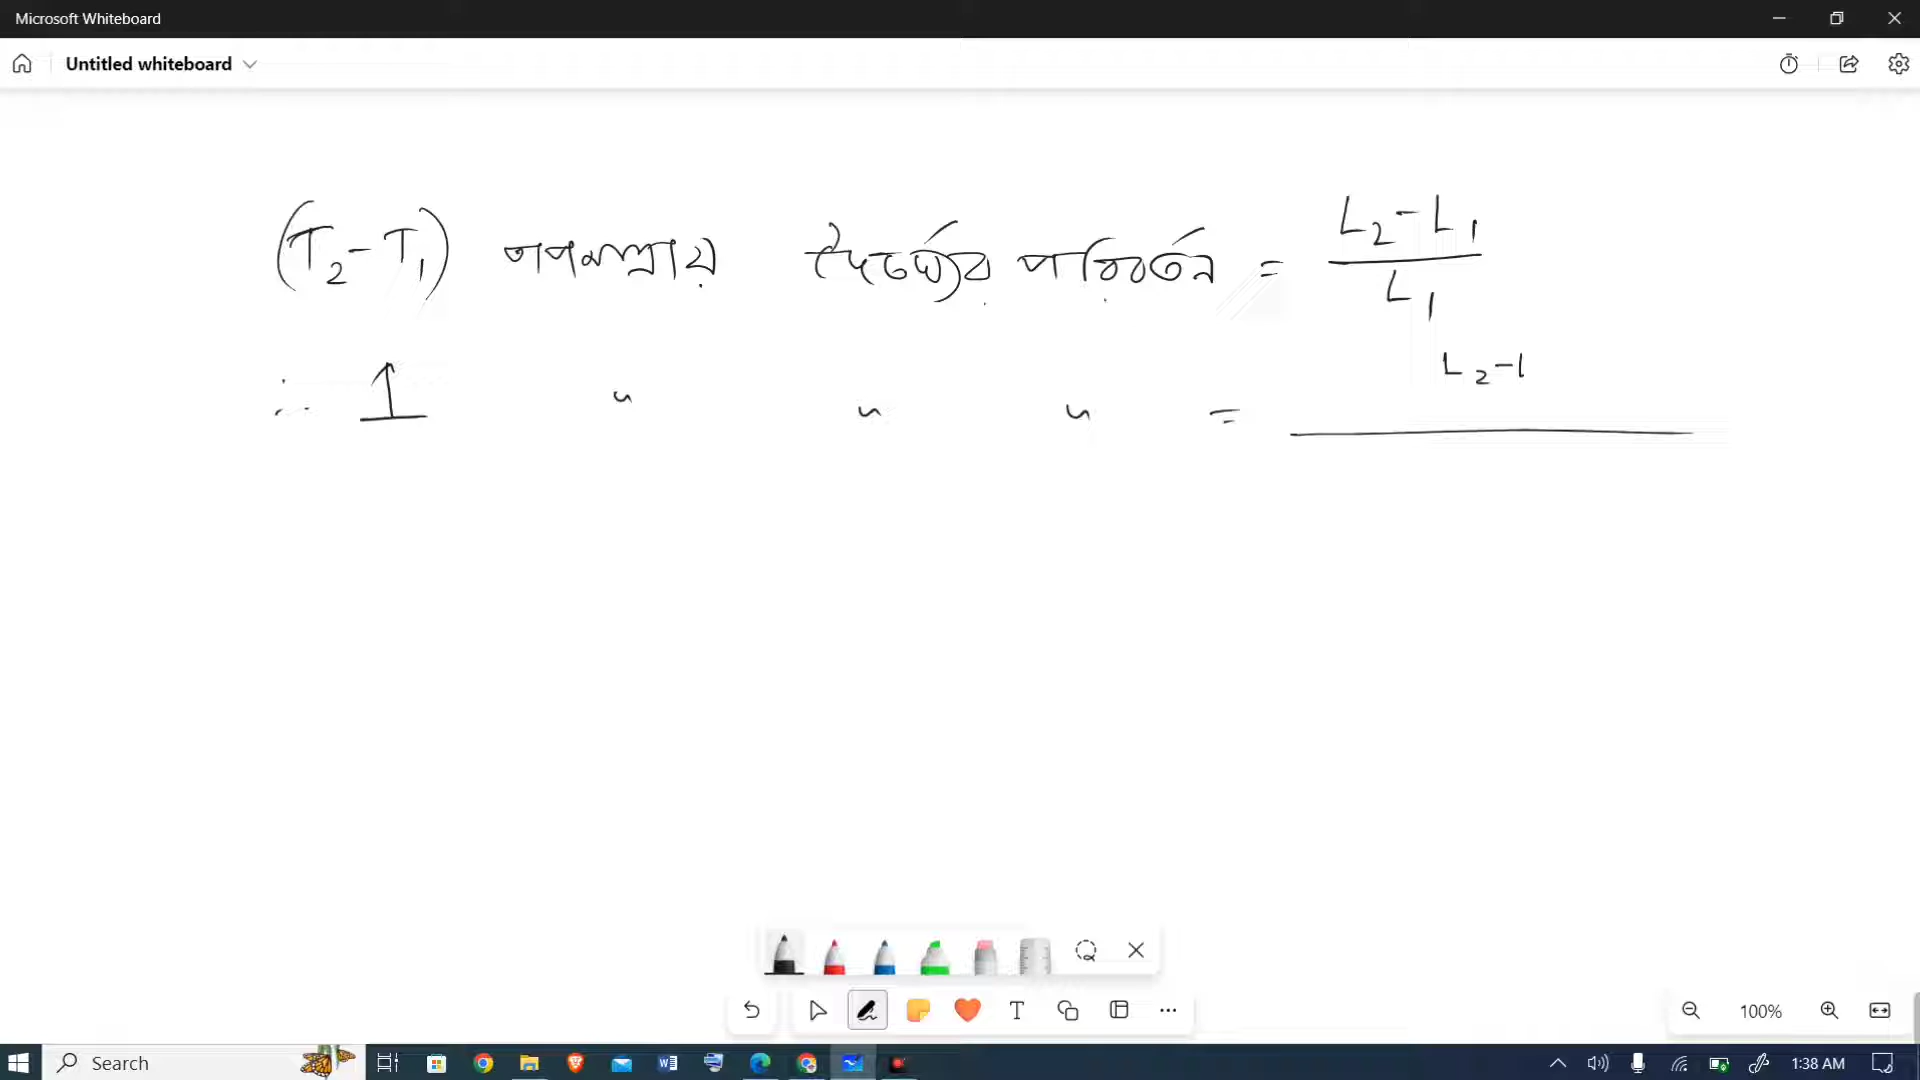 Microsoft Whiteboard
Untitled whiteboard
(T₂ - T₁) তাপমাত্রায় দৈর্ঘ্যের পরিবর্তন = (L₂ - L₁) / L₁
∴ 1 " " " = L₂ - l
100%
Search
1:38 AM